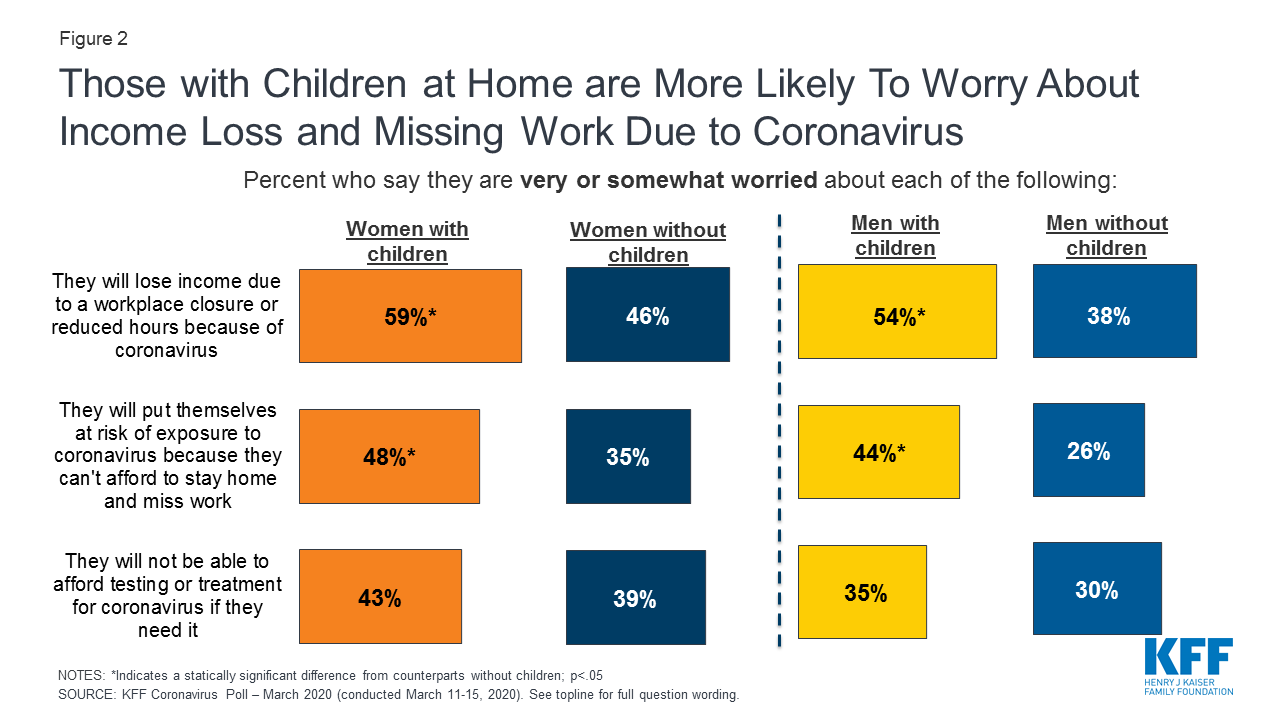 Figure 2
Those with Children at Home are More Likely To Worry About
Income Loss and Missing Work Due to Coronavirus
Percent who say they are very or somewhat worried about each of the following:
Women with
children
Women without
children
Men with
children
Men without
children
They will lose income due
to a workplace closure or
reduced hours because of
coronavirus
59%*
46%
54%*
38%
They will put themselves
at risk of exposure to
coronavirus because they
can't afford to stay home
and miss work
48%*
35%
44%*
26%
They will not be able to
afford testing or treatment
for coronavirus if they
need it
43%
39%
35%
30%
NOTES: *Indicates a statically significant difference from counterparts without children; p<.05
SOURCE: KFF Coronavirus Poll – March 2020 (conducted March 11-15, 2020). See topline for full question wording.
KFF
HENRY J KAISER
FAMILY FOUNDATION